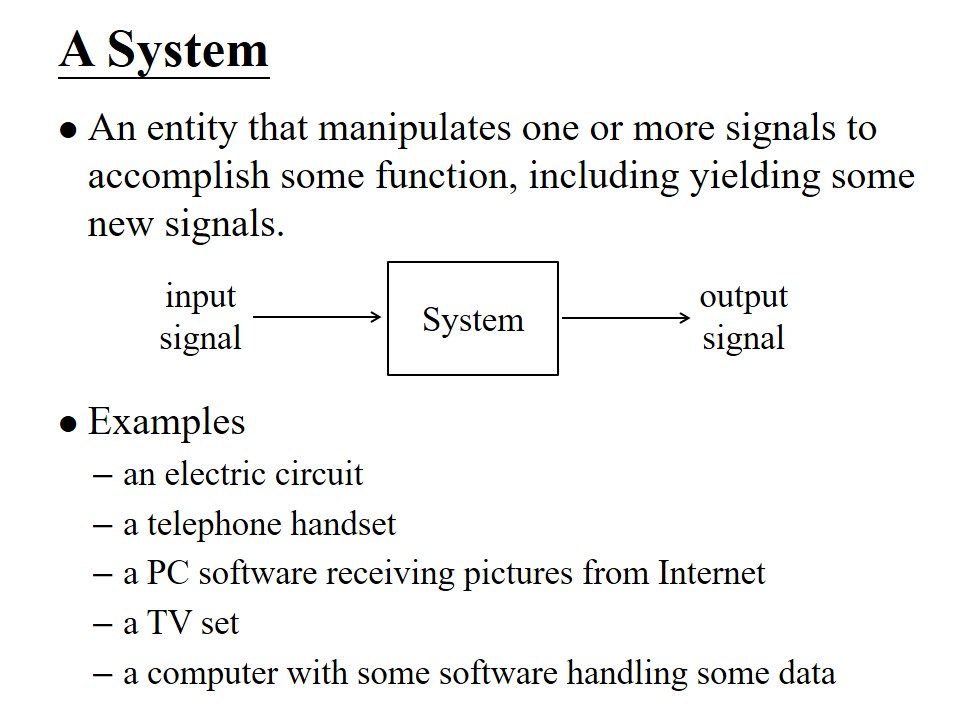 A System
● An entity that manipulates one or more signals to
accomplish some function, including yielding some
new signals.
input
signal
System
output
signal
● Examples
– an electric circuit
– a telephone handset
– a PC software receiving pictures from Internet
– a TV set
– a computer with some software handling some data